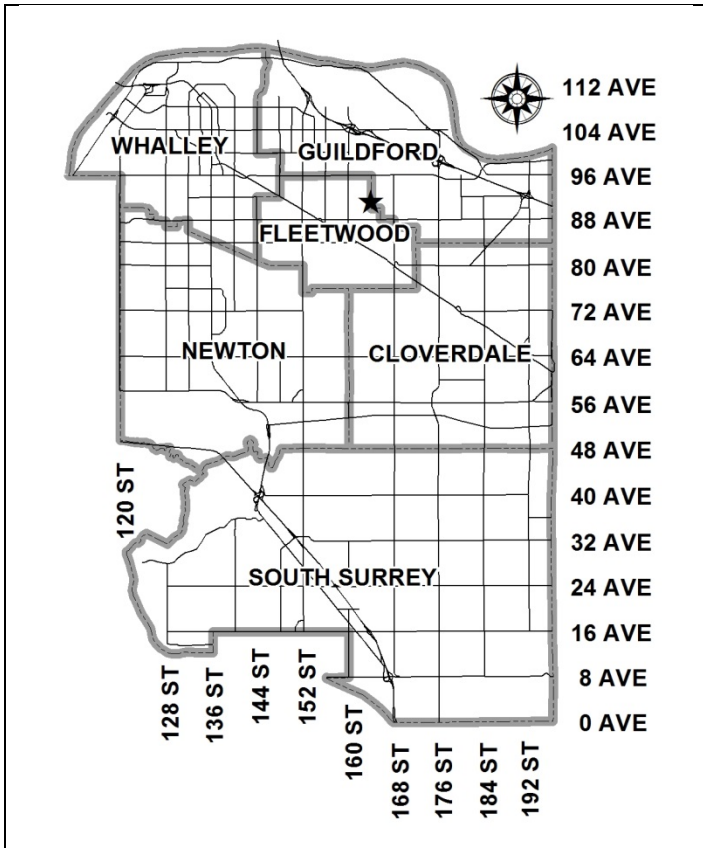 112 AVE
104 AVE
WHALLEY
GUILDFORD
96 AVE
88 AVE
FLEETWOOD
80 AVE
72 AVE
NEWTON
CLOVERDALE
64 AVE
56 AVE
48 AVE
120 ST
40 AVE
32 AVE
SOUTH SURREY
24 AVE
16 AVE
128 ST
136 ST
144 ST
152 ST
160 ST
8 AVE
0 AVE
168 ST
176 ST
184 ST
192 ST